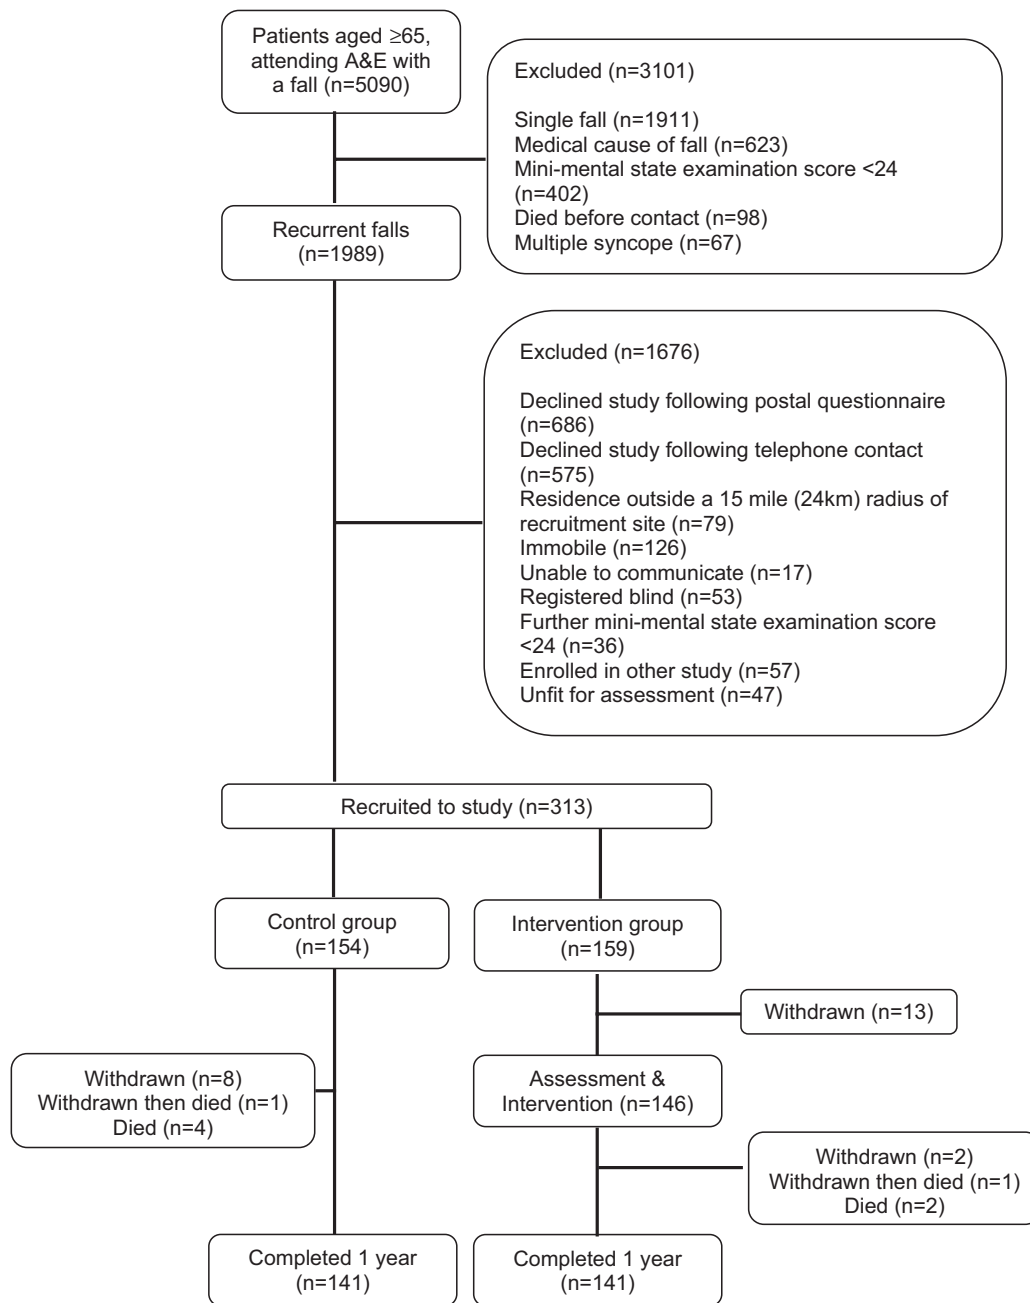 Patients aged ≥65,
attending A&E with
a fall (n=5090)
Excluded (n=3101)
Single fall (n=1911)
Medical cause of fall (n=623)
Mini-mental state examination score <24
(n=402)
Died before contact (n=98)
Multiple syncope (n=67)
Recurrent falls
(n=1989)
Excluded (n=1676)
Declined study following postal questionnaire
(n=686)
Declined study following telephone contact
(n=575)
Residence outside a 15 mile (24km) radius of
recruitment site (n=79)
Immobile (n=126)
Unable to communicate (n=17)
Registered blind (n=53)
Further mini-mental state examination score
<24 (n=36)
Enrolled in other study (n=57)
Unfit for assessment (n=47)
Recruited to study (n=313)
Control group
(n=154)
Intervention group
(n=159)
Withdrawn (n=13)
Withdrawn (n=8)
Withdrawn then died (n=1)
Died (n=4)
Assessment &
Intervention (n=146)
Withdrawn (n=2)
Withdrawn then died (n=1)
Died (n=2)
Completed 1 year
(n=141)
Completed 1 year
(n=141)